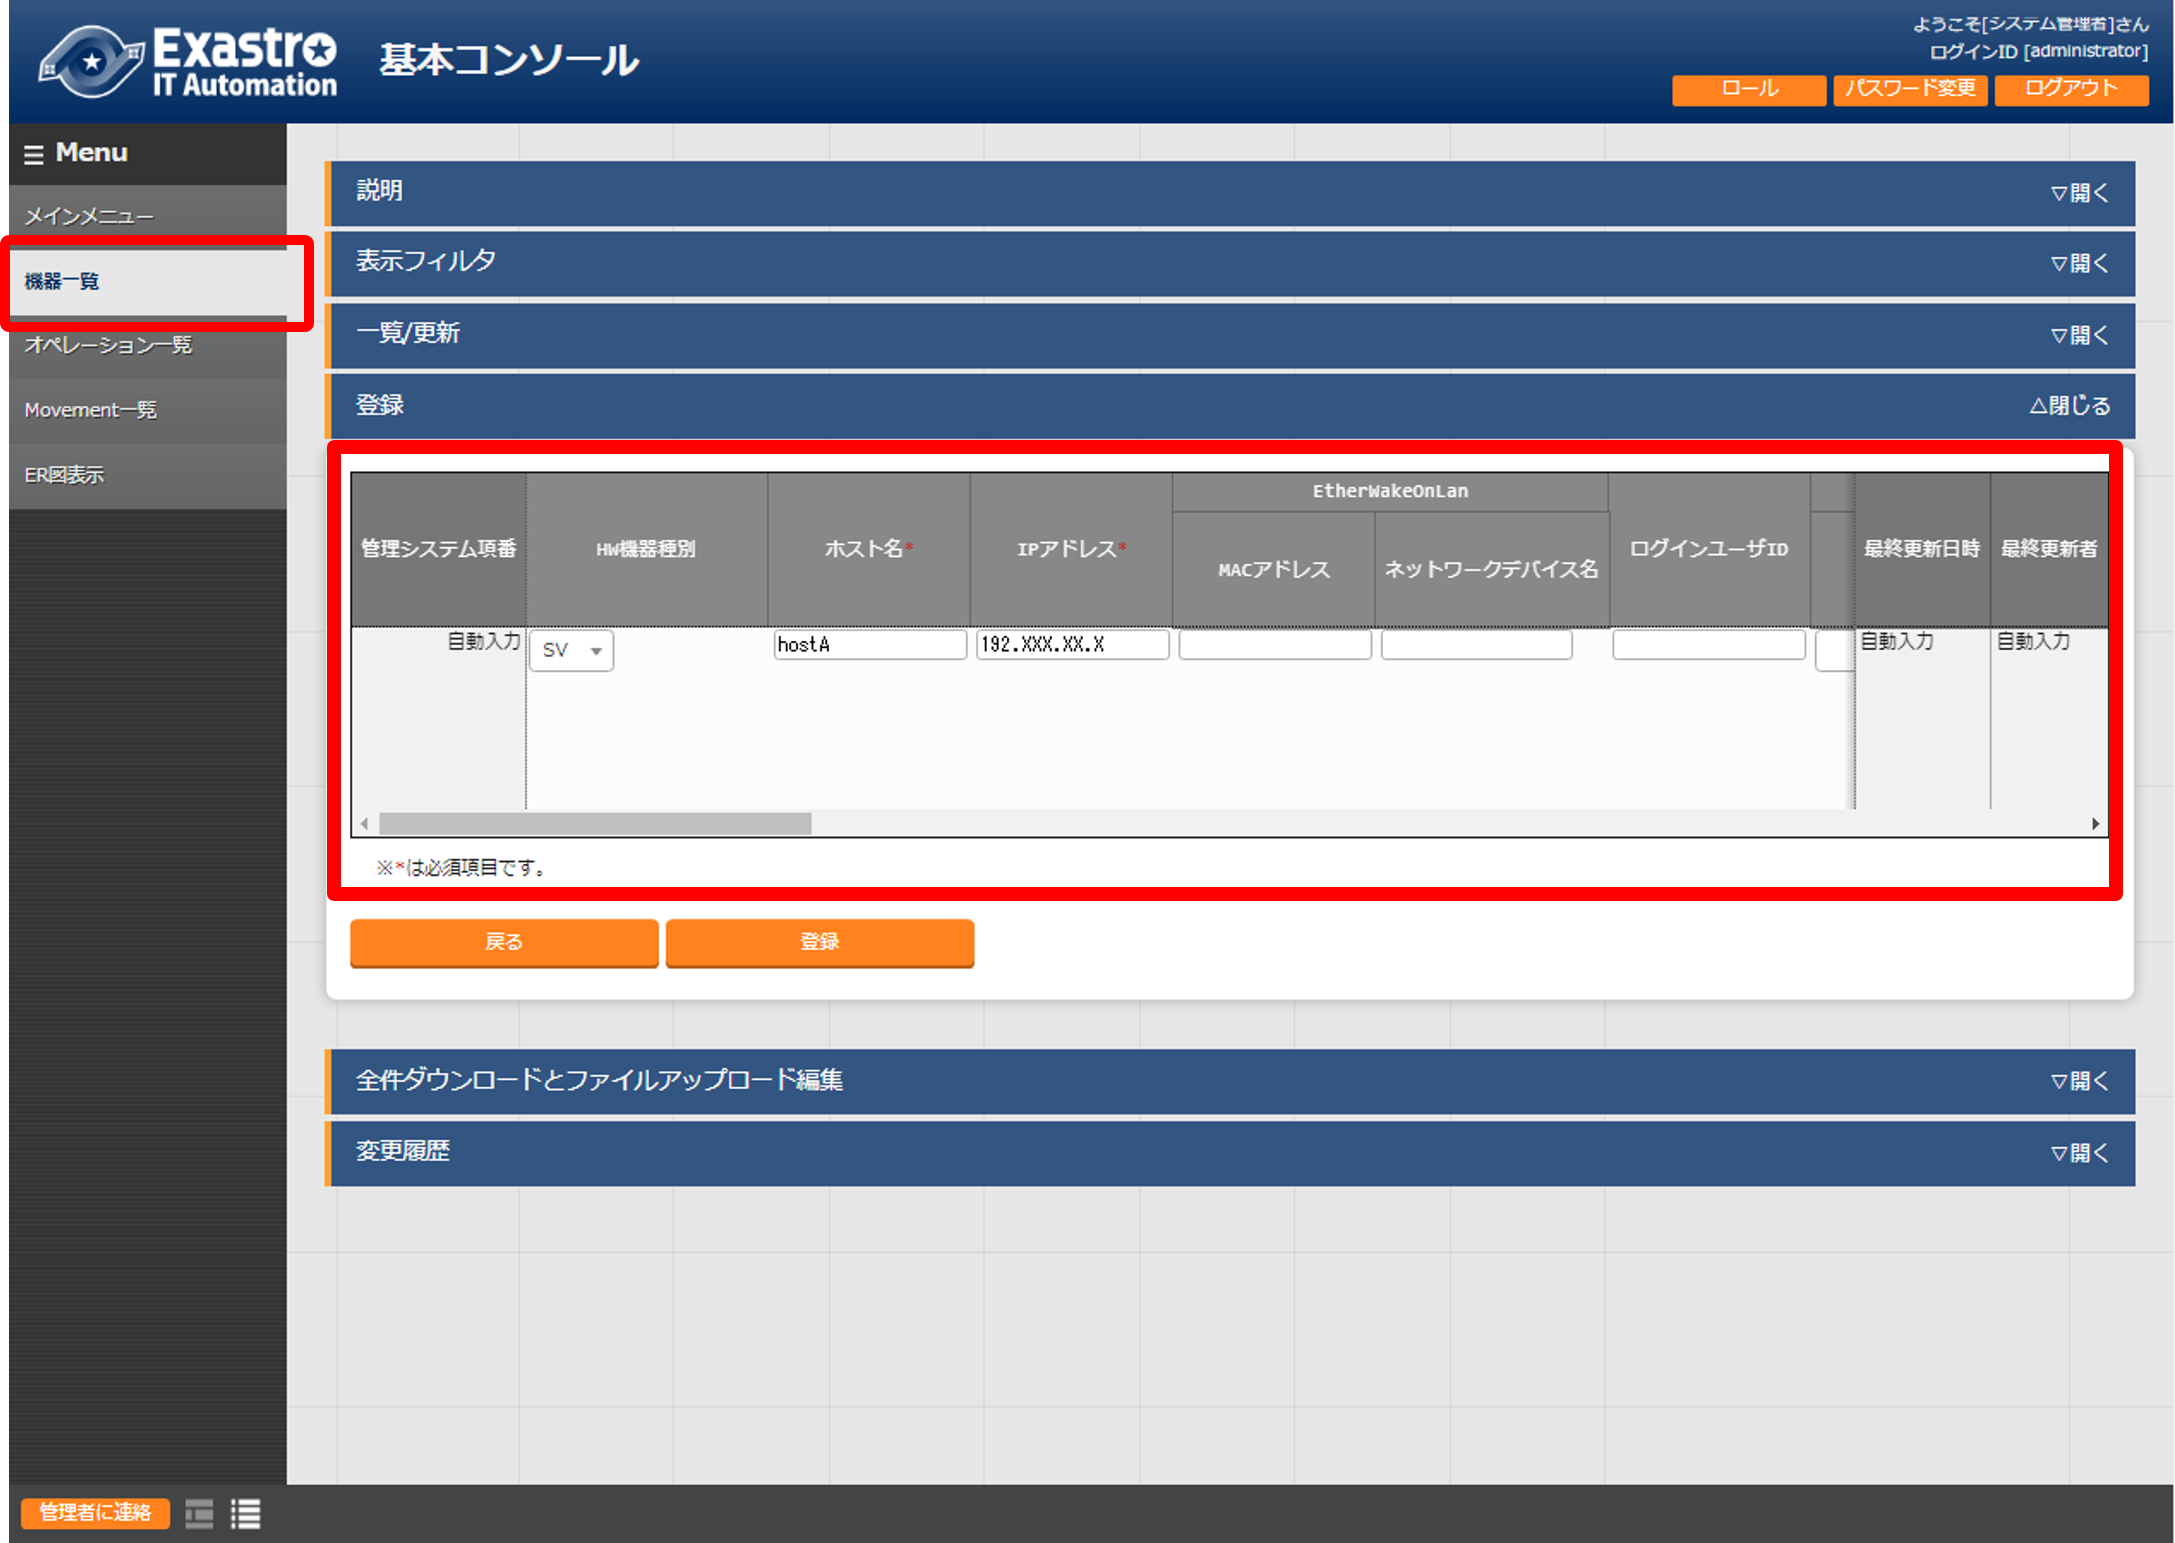 Exastro
IT Automation
基本コンソール
ようこそ[システム管理者]さん
ログインID [administrator]
ロール
パスワード変更
ログアウト
Menu
メインメニュー
機器一覧
オペレーション一覧
Movement一覧
ER図表示
説明
▽開く
表示フィルタ
▽開く
一覧/更新
▽開く
登録
△閉じる
EtherWakeOnLan
管理システム項番
HW機器種別
ホスト名*
IPアドレス*
MACアドレス
ネットワークデバイス名
ログインユーザID
最終更新日時
最終更新者
自動入力
SV
hostA
192.XXX.XX.X
自動入力
自動入力
※*は必須項目です。
戻る
登録
全件ダウンロードとファイルアップロード編集
▽開く
変更履歴
▽開く
管理者に連絡